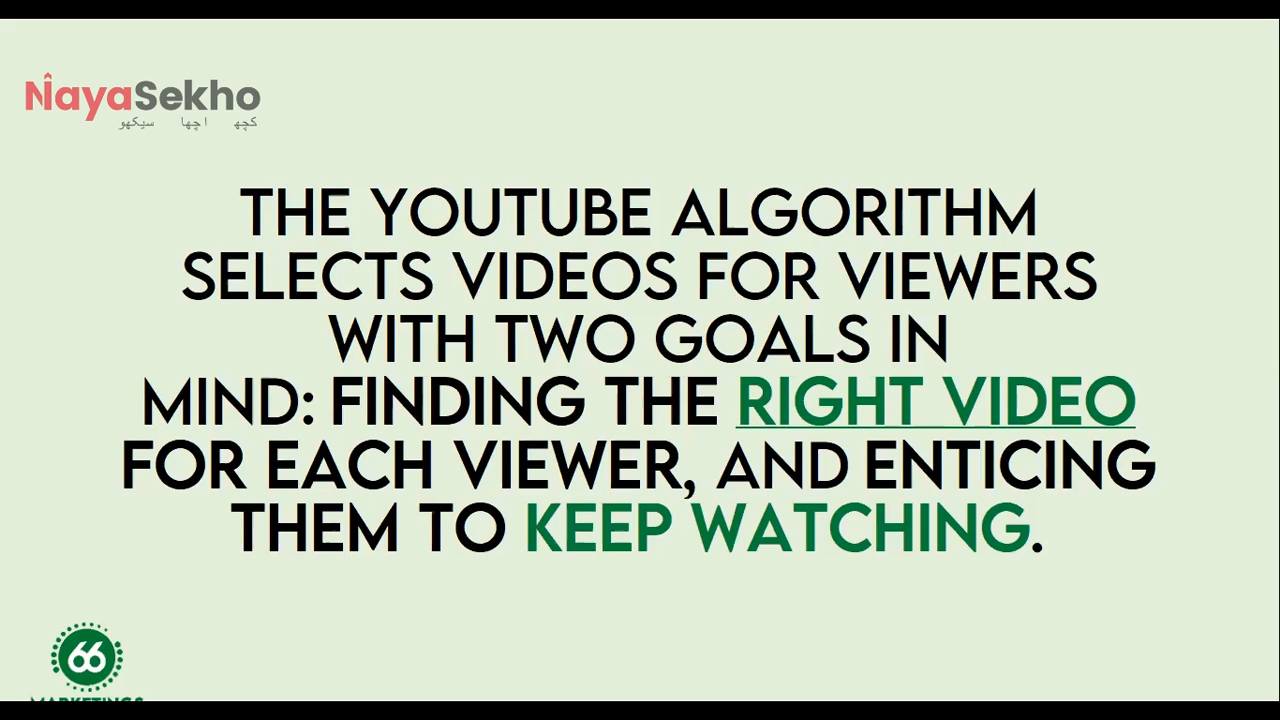 NayaSekho
کچھ اچھا سیکھو
THE YOUTUBE ALGORITHM
SELECTS VIDEOS FOR VIEWERS
WITH TWO GOALS IN
MIND: FINDING THE RIGHT VIDEO
FOR EACH VIEWER, AND ENTICING
THEM TO KEEP WATCHING.
66
MARKETINGS